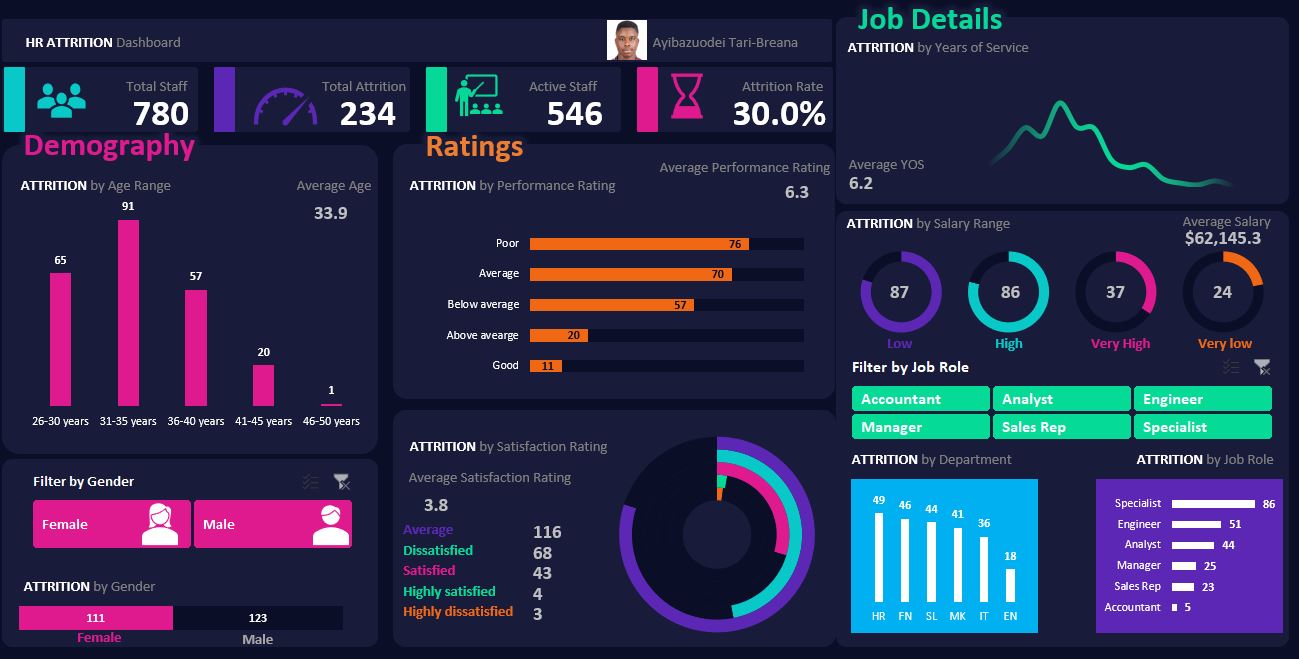 HR ATTRITION Dashboard
Ayibazuodei Tari-Breana
Total Staff
780
Total Attrition
234
Active Staff
546
Attrition Rate
30.0%
Demography
ATTRITION by Age Range
Average Age
33.9
65
91
57
20
1
26-30 years
31-35 years
36-40 years
41-45 years
46-50 years
Filter by Gender
Female
Male
ATTRITION by Gender
111
123
Female
Male
Ratings
ATTRITION by Performance Rating
Average Performance Rating
6.3
Poor 76
Average 70
Below average 57
Above avearge 20
Good 11
ATTRITION by Satisfaction Rating
Average Satisfaction Rating
3.8
Average 116
Dissatisfied 68
Satisfied 43
Highly satisfied 4
Highly dissatisfied 3
Job Details
ATTRITION by Years of Service
Average YOS
6.2
ATTRITION by Salary Range
Average Salary
$62,145.3
87
86
37
24
Low
High
Very High
Very low
Filter by Job Role
Accountant
Analyst
Engineer
Manager
Sales Rep
Specialist
ATTRITION by Department
49
46
44
41
36
18
HR
FN
SL
MK
IT
EN
ATTRITION by Job Role
Specialist 86
Engineer 51
Analyst 44
Manager 25
Sales Rep 23
Accountant 5